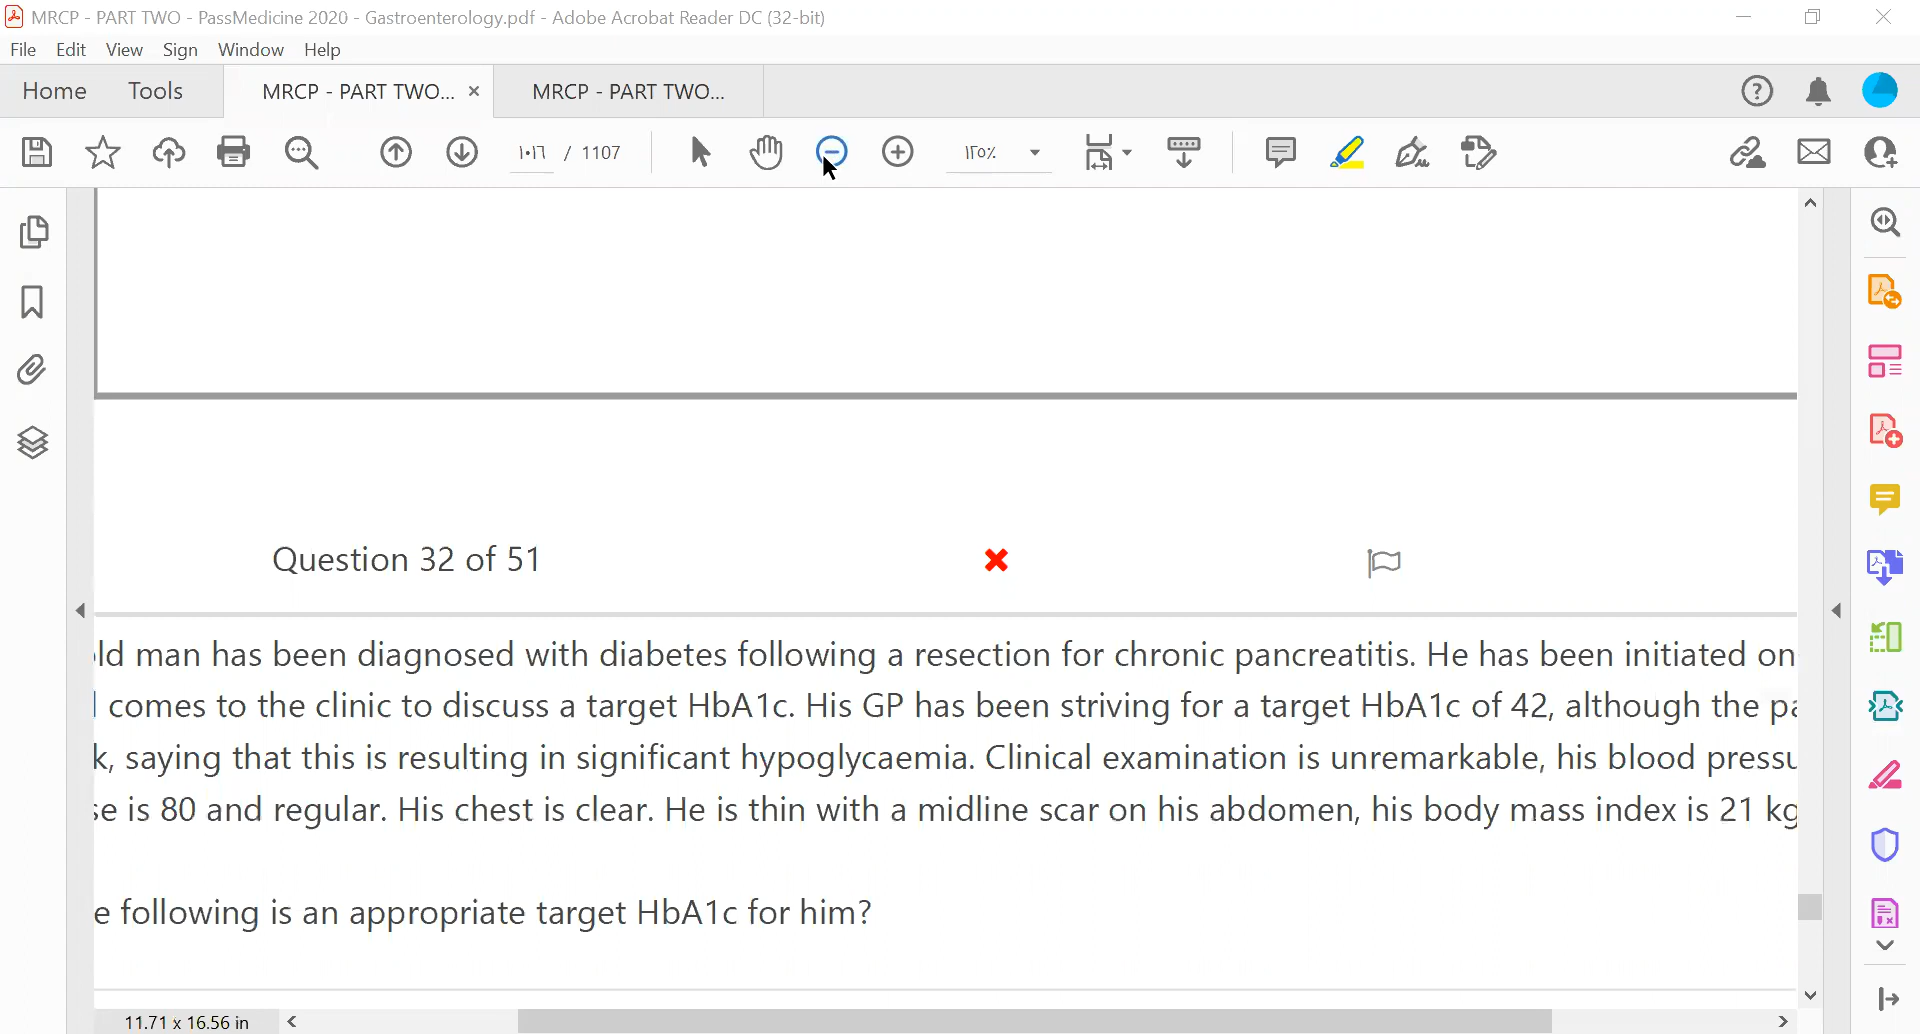 MRCP - PART TWO - PassMedicine 2020 - Gastroenterology.pdf - Adobe Acrobat Reader DC (32-bit)
File Edit View Sign Window Help
Home Tools MRCP - PART TWO... × MRCP - PART TWO...
١٠١٦ / 1107 ١٢٥٪
Question 32 of 51
ld man has been diagnosed with diabetes following a resection for chronic pancreatitis. He has been initiated on
comes to the clinic to discuss a target HbA1c. His GP has been striving for a target HbA1c of 42, although the pa
k, saying that this is resulting in significant hypoglycaemia. Clinical examination is unremarkable, his blood pressu
se is 80 and regular. His chest is clear. He is thin with a midline scar on his abdomen, his body mass index is 21 kg
e following is an appropriate target HbA1c for him?
11.71 x 16.56 in